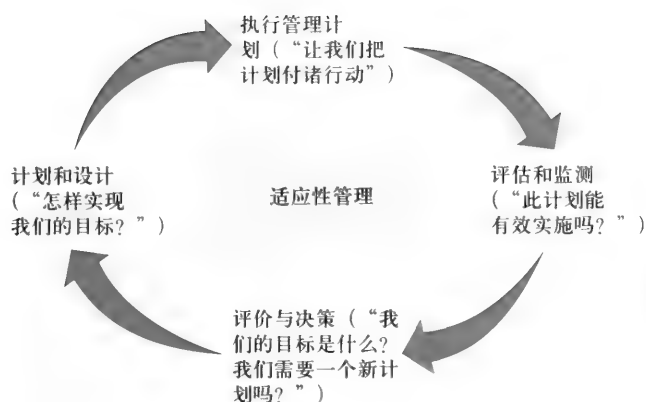 执行管理计
划（“让我们把
计划付诸行动”）
计划和设计
（“怎样实现
我们的目标？”）
适应性管理
评估和监测
（“此计划能
有效实施吗？”）
评价与决策（“我
们的目标是什么？
我们需要一个新计
划吗？”）